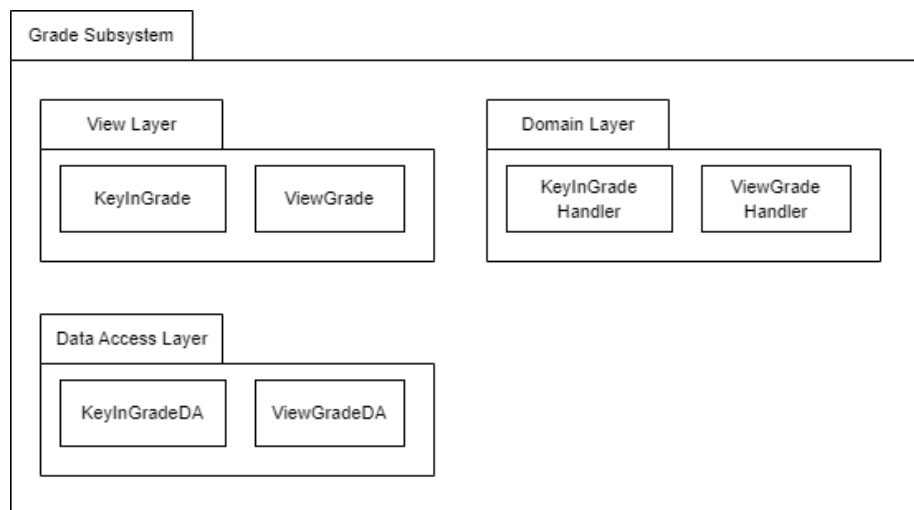 Grade Subsystem
View Layer
KeyInGrade
ViewGrade
Domain Layer
KeyInGrade
Handler
ViewGrade
Handler
Data Access Layer
KeyInGradeDA
ViewGradeDA